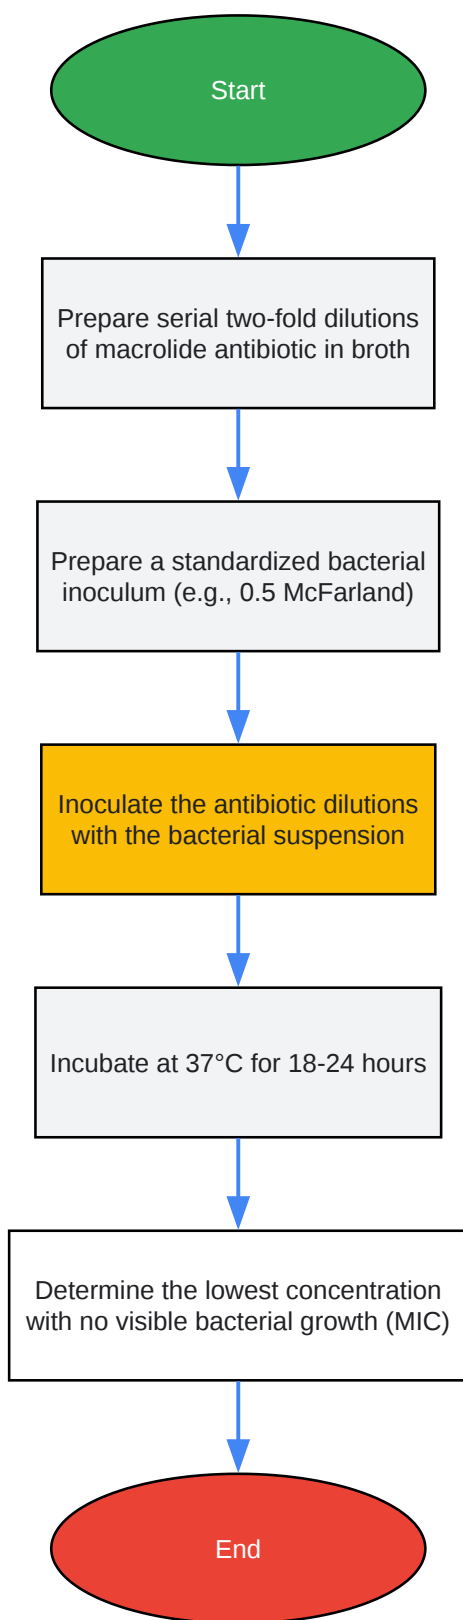 Start
Prepare serial two-fold dilutions
of macrolide antibiotic in broth
Prepare a standardized bacterial
inoculum (e.g., 0.5 McFarland)
Inoculate the antibiotic dilutions
with the bacterial suspension
Incubate at 37°C for 18-24 hours
Determine the lowest concentration
with no visible bacterial growth (MIC)
End